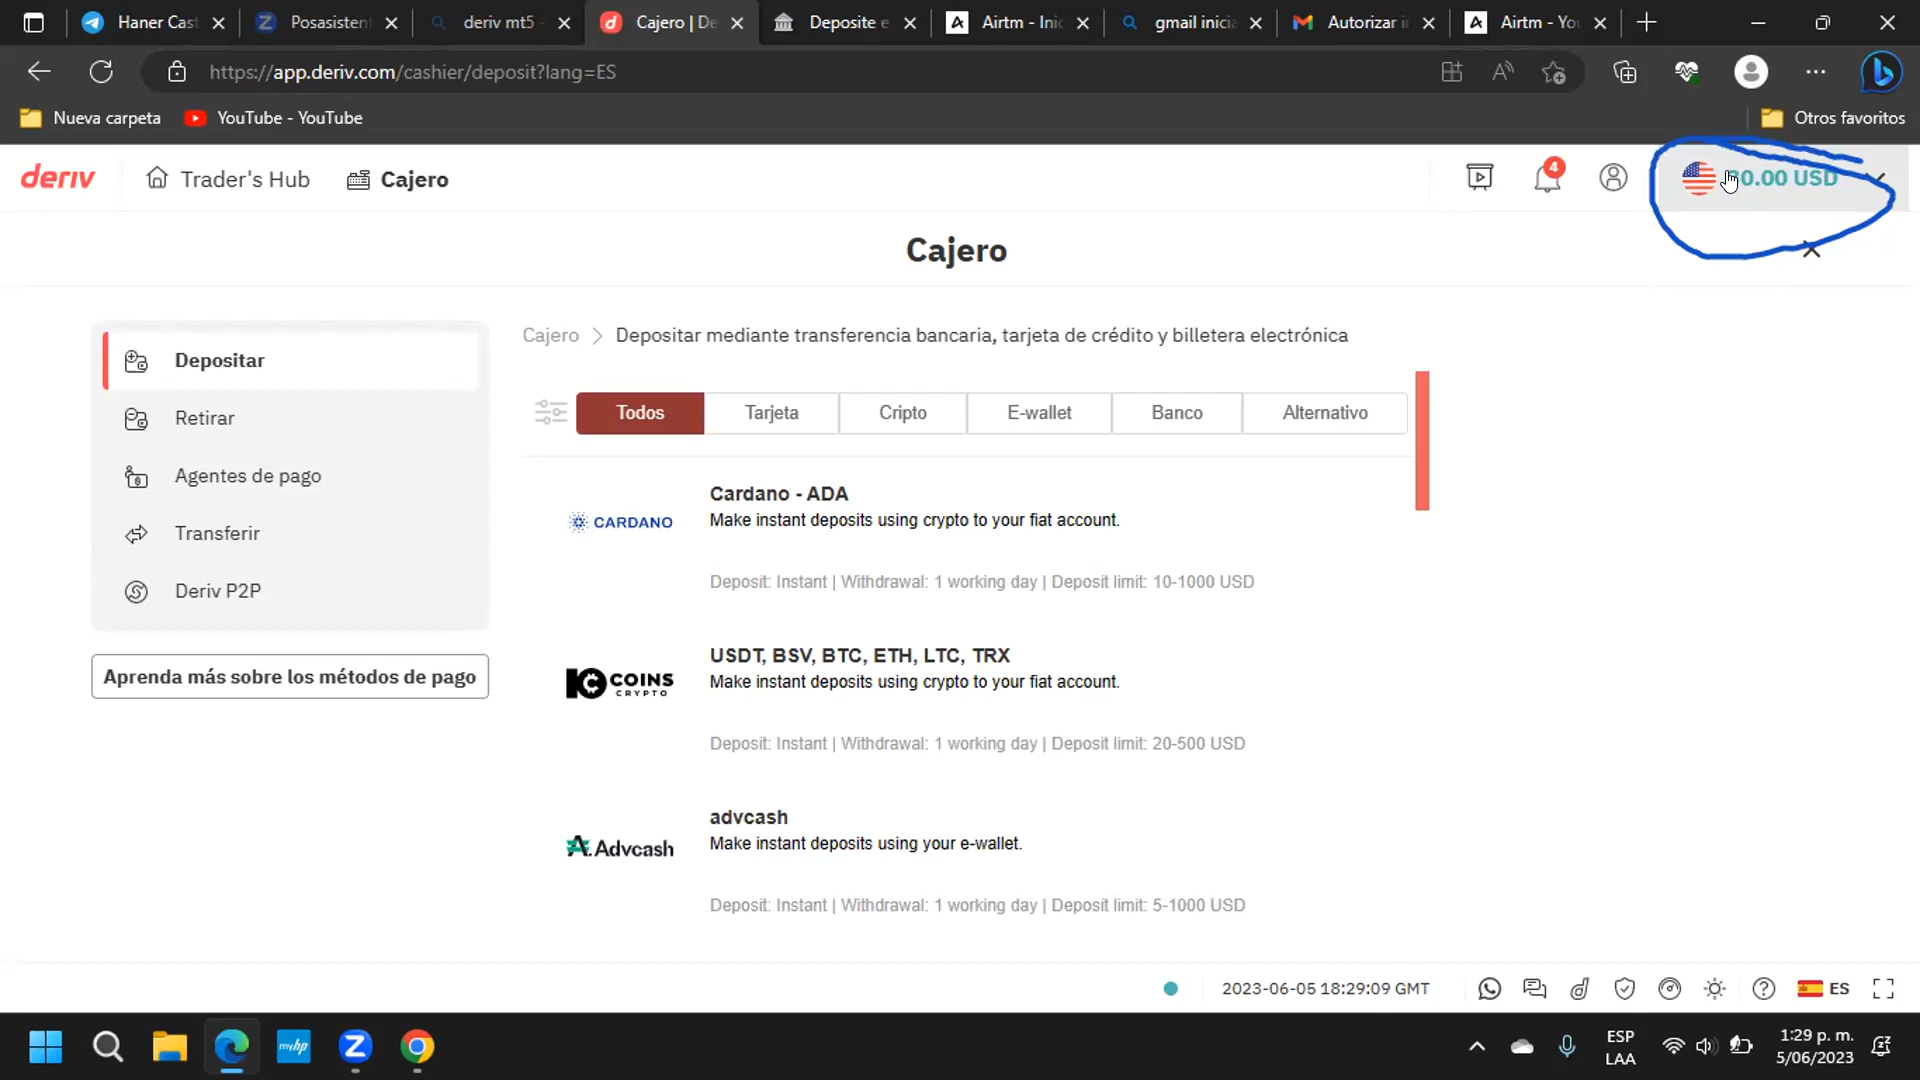 Haner Cast
Posasistent
deriv mt5 -
Cajero | De
Deposite e
Airtm - Inic
gmail inicia
Autorizar in
Airtm - You
https://app.deriv.com/cashier/deposit?lang=ES
Nueva carpeta
YouTube - YouTube
Otros favoritos
deriv
Trader's Hub
Cajero
4
0.00 USD
Cajero
Depositar
Retirar
Agentes de pago
Transferir
Deriv P2P
Aprenda más sobre los métodos de pago
Cajero > Depositar mediante transferencia bancaria, tarjeta de crédito y billetera electrónica
Todos
Tarjeta
Cripto
E-wallet
Banco
Alternativo
CARDANO
Cardano - ADA
Make instant deposits using crypto to your fiat account.
Deposit: Instant | Withdrawal: 1 working day | Deposit limit: 10-1000 USD
COINS
CRYPTO
USDT, BSV, BTC, ETH, LTC, TRX
Make instant deposits using crypto to your fiat account.
Deposit: Instant | Withdrawal: 1 working day | Deposit limit: 20-500 USD
Advcash
advcash
Make instant deposits using your e-wallet.
Deposit: Instant | Withdrawal: 1 working day | Deposit limit: 5-1000 USD
2023-06-05 18:29:09 GMT
ES
myhp
ESP
LAA
1:29 p. m.
5/06/2023